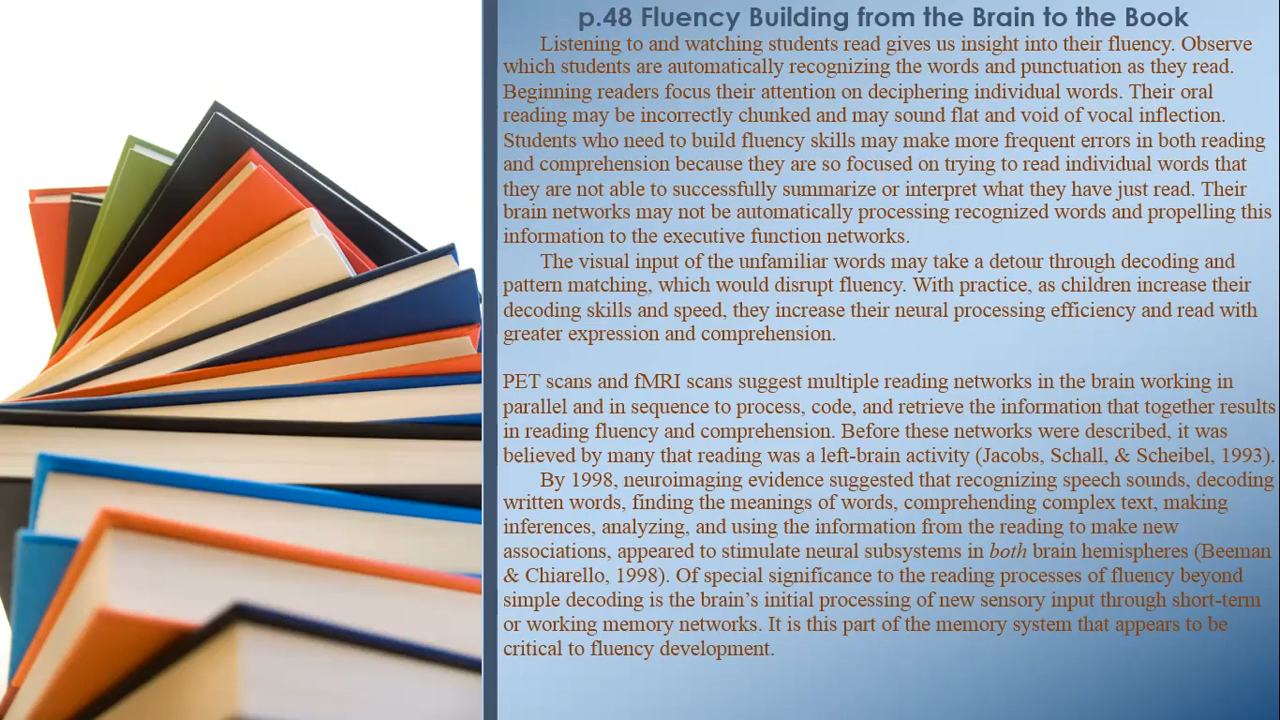 p.48 Fluency Building from the Brain to the Book
Listening to and watching students read gives us insight into their fluency. Observe
which students are automatically recognizing the words and punctuation as they read.
Beginning readers focus their attention on deciphering individual words. Their oral
reading may be incorrectly chunked and may sound flat and void of vocal inflection.
Students who need to build fluency skills may make more frequent errors in both reading
and comprehension because they are so focused on trying to read individual words that
they are not able to successfully summarize or interpret what they have just read. Their
brain networks may not be automatically processing recognized words and propelling this
information to the executive function networks.
The visual input of the unfamiliar words may take a detour through decoding and
pattern matching, which would disrupt fluency. With practice, as children increase their
decoding skills and speed, they increase their neural processing efficiency and read with
greater expression and comprehension.
PET scans and fMRI scans suggest multiple reading networks in the brain working in
parallel and in sequence to process, code, and retrieve the information that together results
in reading fluency and comprehension. Before these networks were described, it was
believed by many that reading was a left-brain activity (Jacobs, Schall, & Scheibel, 1993).
By 1998, neuroimaging evidence suggested that recognizing speech sounds, decoding
written words, finding the meanings of words, comprehending complex text, making
inferences, analyzing, and using the information from the reading to make new
associations, appeared to stimulate neural subsystems in both brain hemispheres (Beeman
& Chiarello, 1998). Of special significance to the reading processes of fluency beyond
simple decoding is the brain’s initial processing of new sensory input through short-term
or working memory networks. It is this part of the memory system that appears to be
critical to fluency development.